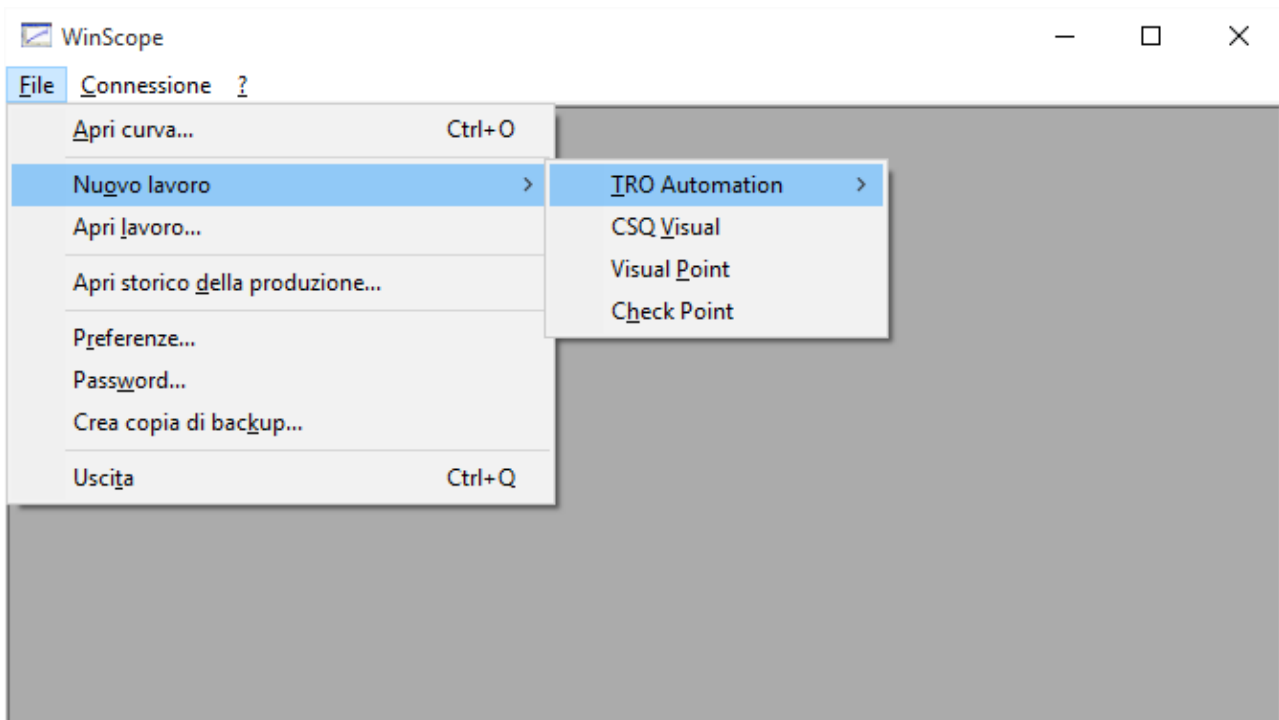 WinScope
File Connessione ?
Apri curva... Ctrl+O
Nuovo lavoro
Apri lavoro...
Apri storico della produzione...
Preferenze...
Password...
Crea copia di backup...
Uscita Ctrl+Q
TRO Automation
CSQ Visual
Visual Point
Check Point